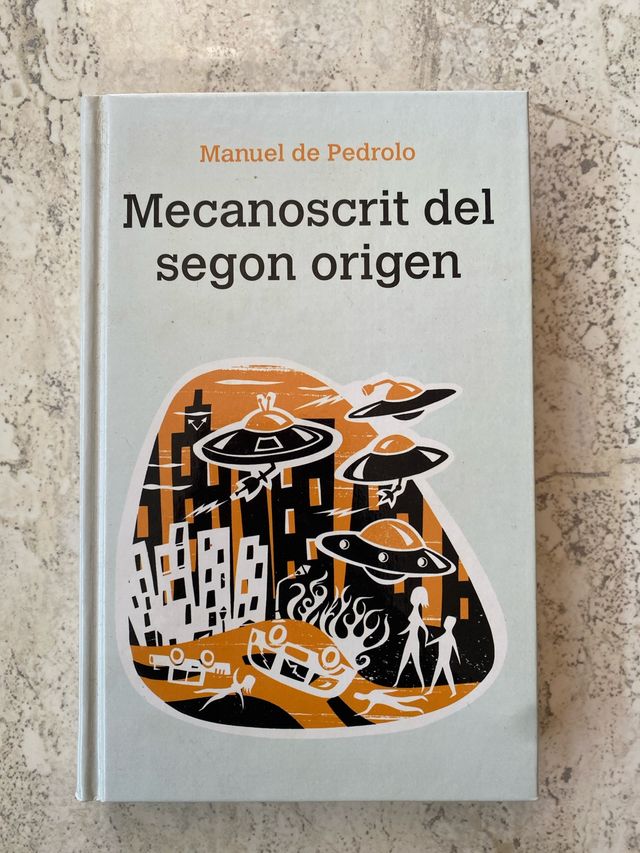 Manuel de Pedrolo
Mecanoscrit del
segon origen